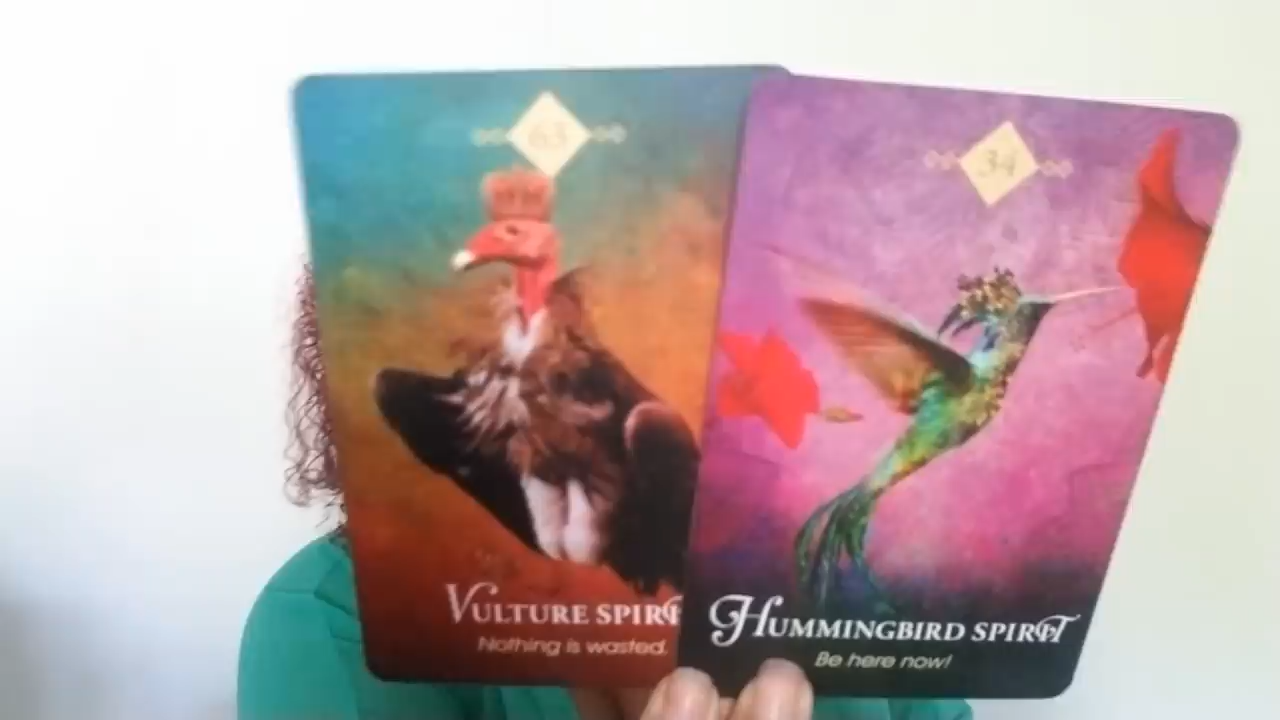 63
VULTURE SPIRI
Nothing is wasted.
34
HUMMINGBIRD SPIRIT
Be here now!